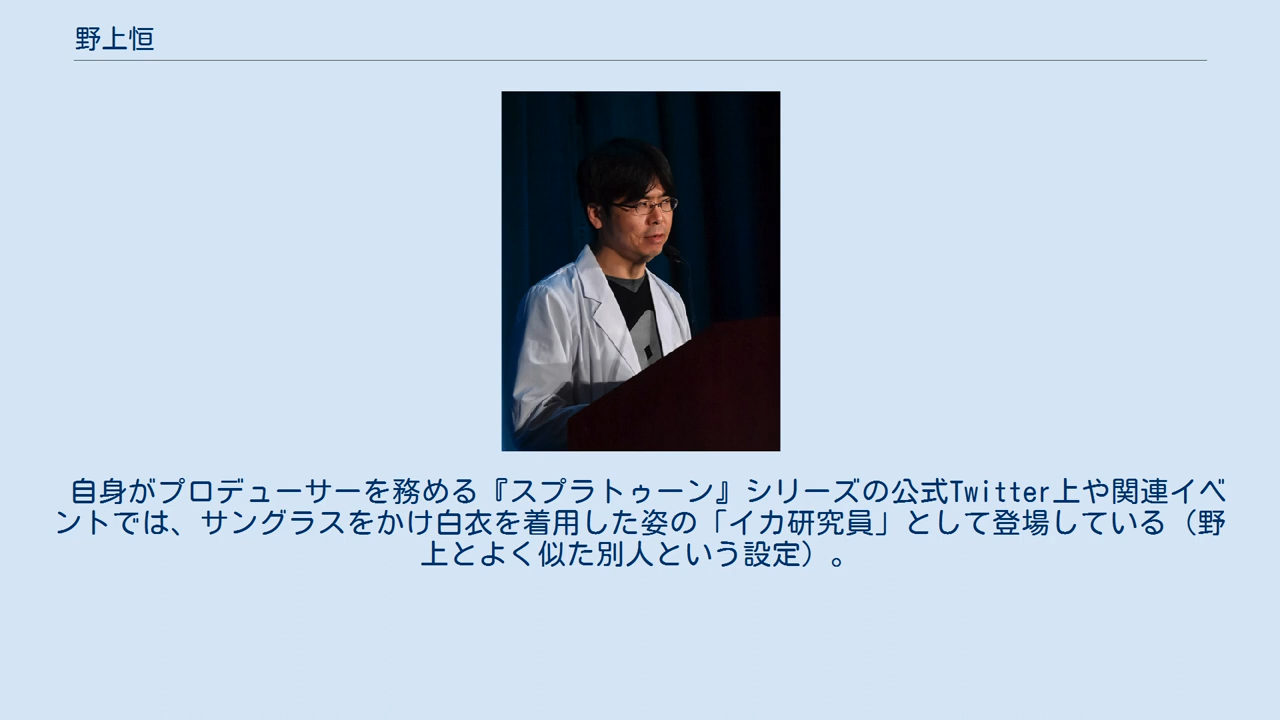 野上恒
自身がプロデューサーを務める『スプラトゥーン』シリーズの公式Twitter上や関連イベ
ントでは、サングラスをかけ白衣を着用した姿の「イカ研究員」として登場している（野
上とよく似た別人という設定）。